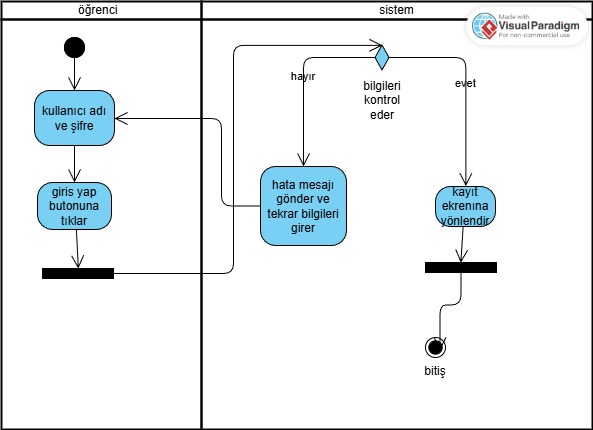 öğrenci
sistem
Made with
Visual Paradigm
For non-commercial use
kullanıcı adı
ve şifre
giris yap
butonuna
tıklar
hayır
bilgileri
kontrol
eder
evet
hata mesajı
gönder ve
tekrar bilgileri
girer
kayıt
ekrenına
yönlendir
bitiş